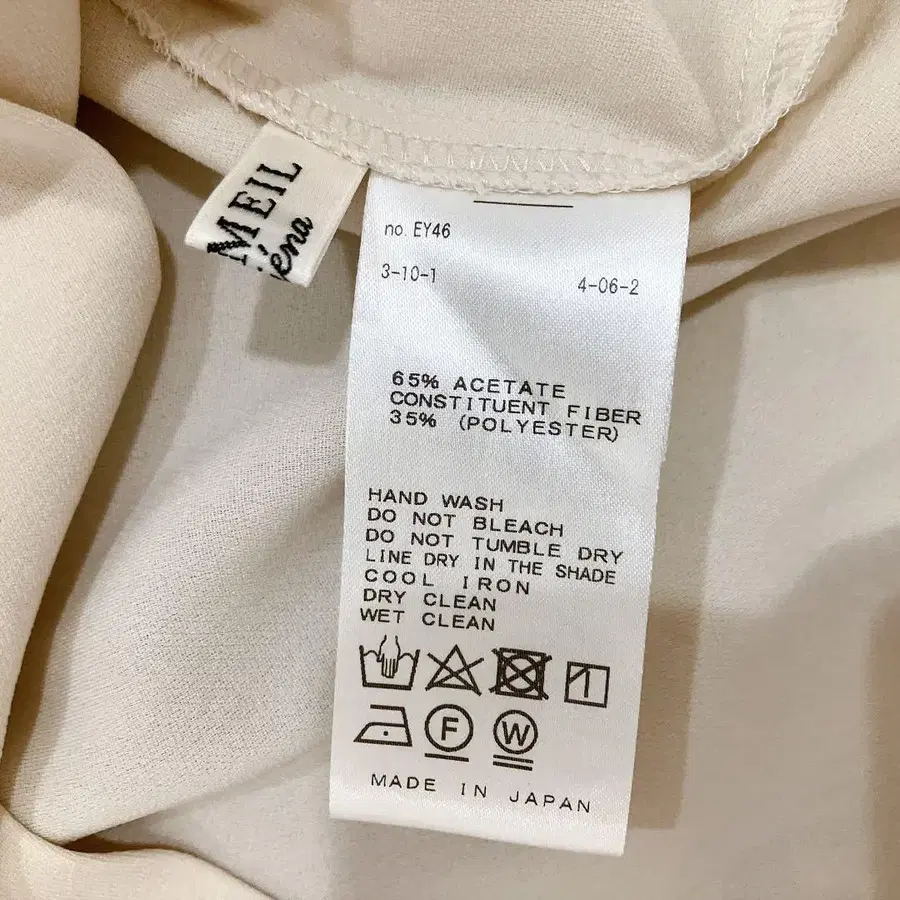 MEIL
iéna
no. EY46
3-10-1 4-06-2
65% ACETATE
CONSTITUENT FIBER
35% (POLYESTER)
HAND WASH
DO NOT BLEACH
DO NOT TUMBLE DRY
LINE DRY IN THE SHADE
COOL IRON
DRY CLEAN
WET CLEAN
F W
MADE IN JAPAN